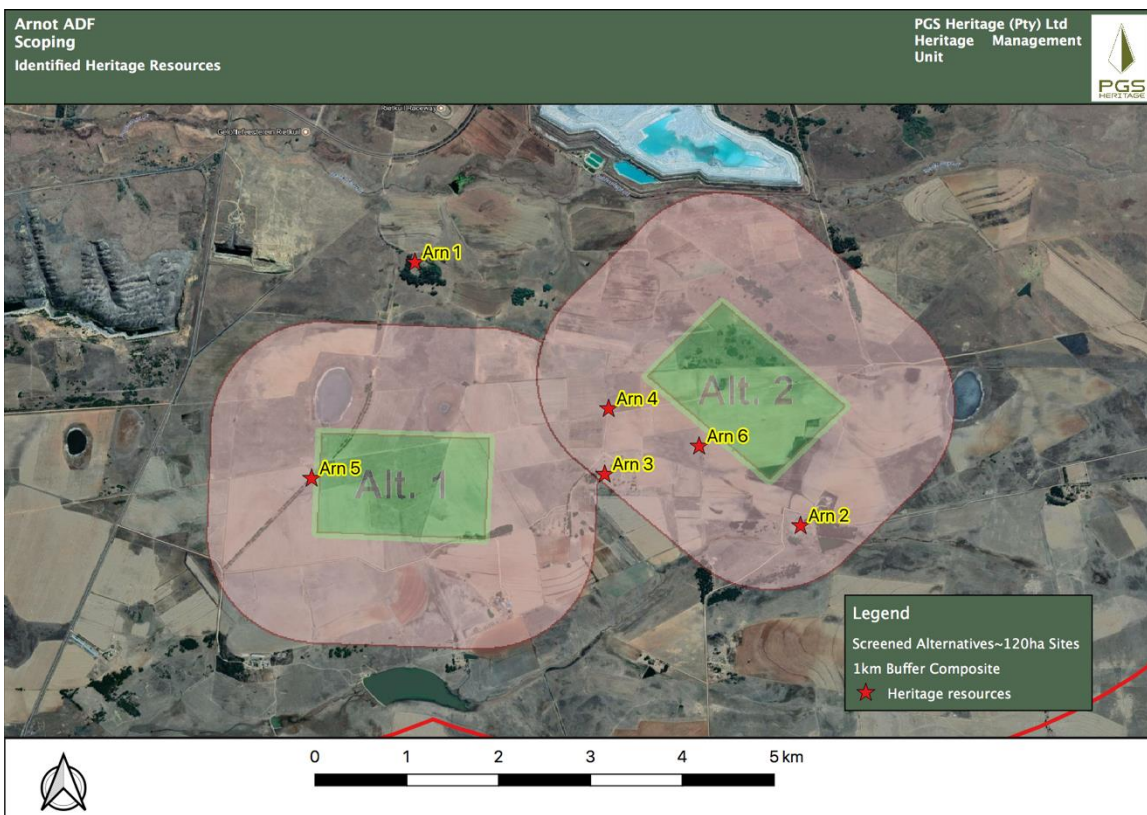 Arnot ADF
Scoping
Identified Heritage Resources
PGS Heritage (Pty) Ltd
Heritage Management
Unit
PGS
HERITAGE
Arn 1
Arn 4
Alt. 2
Arn 6
Arn 5
Alt. 1
Arn 3
Arn 2
Legend
Screened Alternatives~120ha Sites
1km Buffer Composite
Heritage resources
0 1 2 3 4 5 km